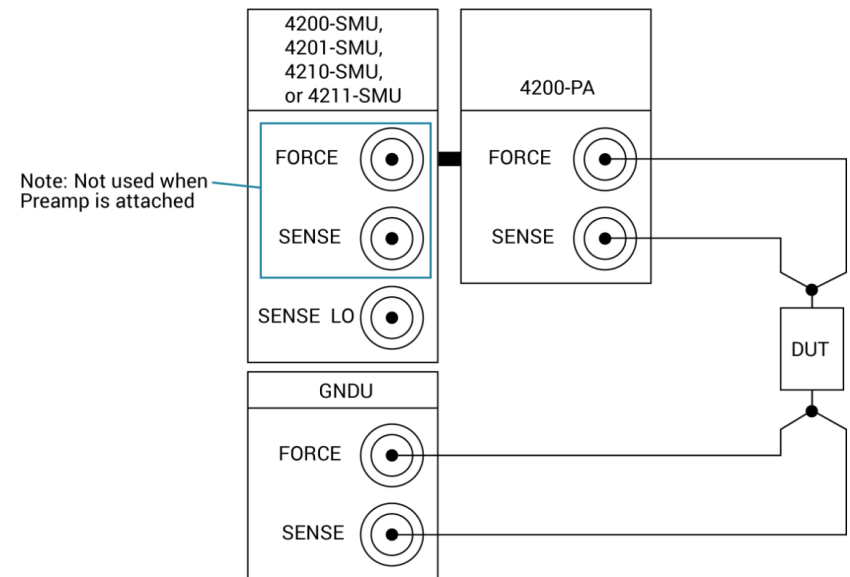 4200-SMU,
4201-SMU,
4210-SMU,
or 4211-SMU
4200-PA
FORCE
FORCE
Note: Not used when
Preamp is attached
SENSE
SENSE
SENSE LO
DUT
GNDU
FORCE
SENSE